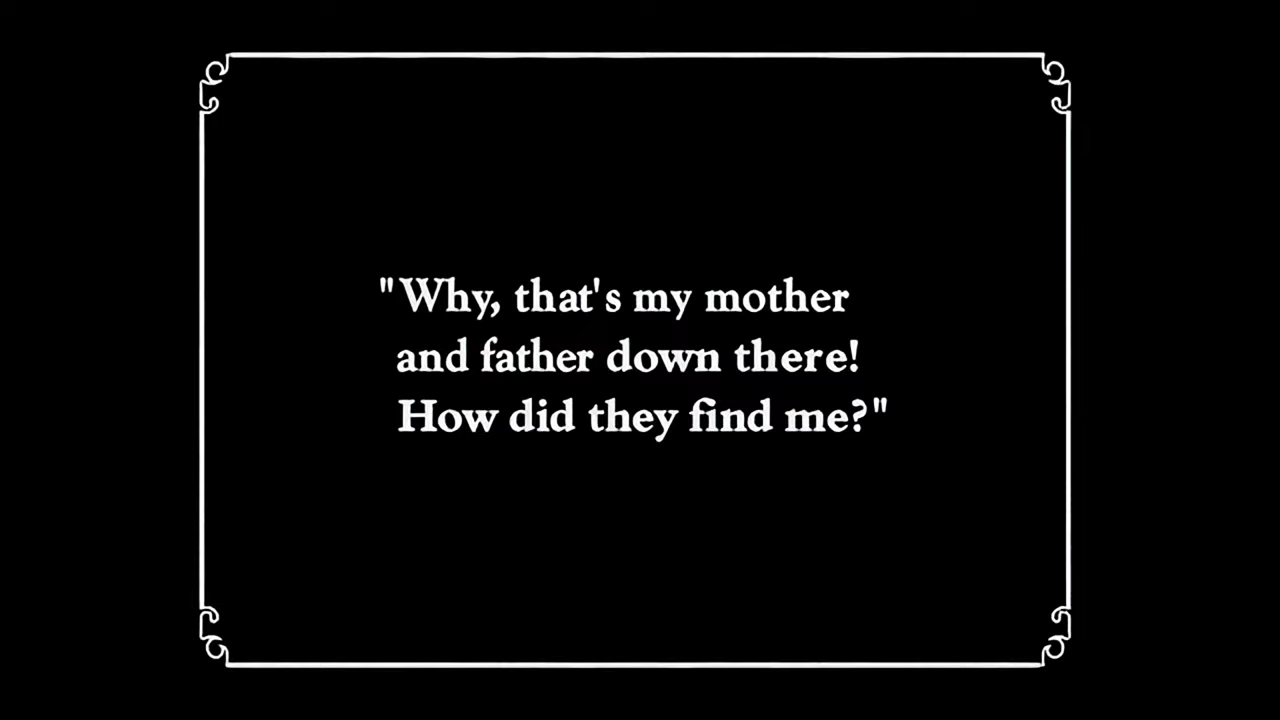 "Why, that's my mother
and father down there!
How did they find me?"